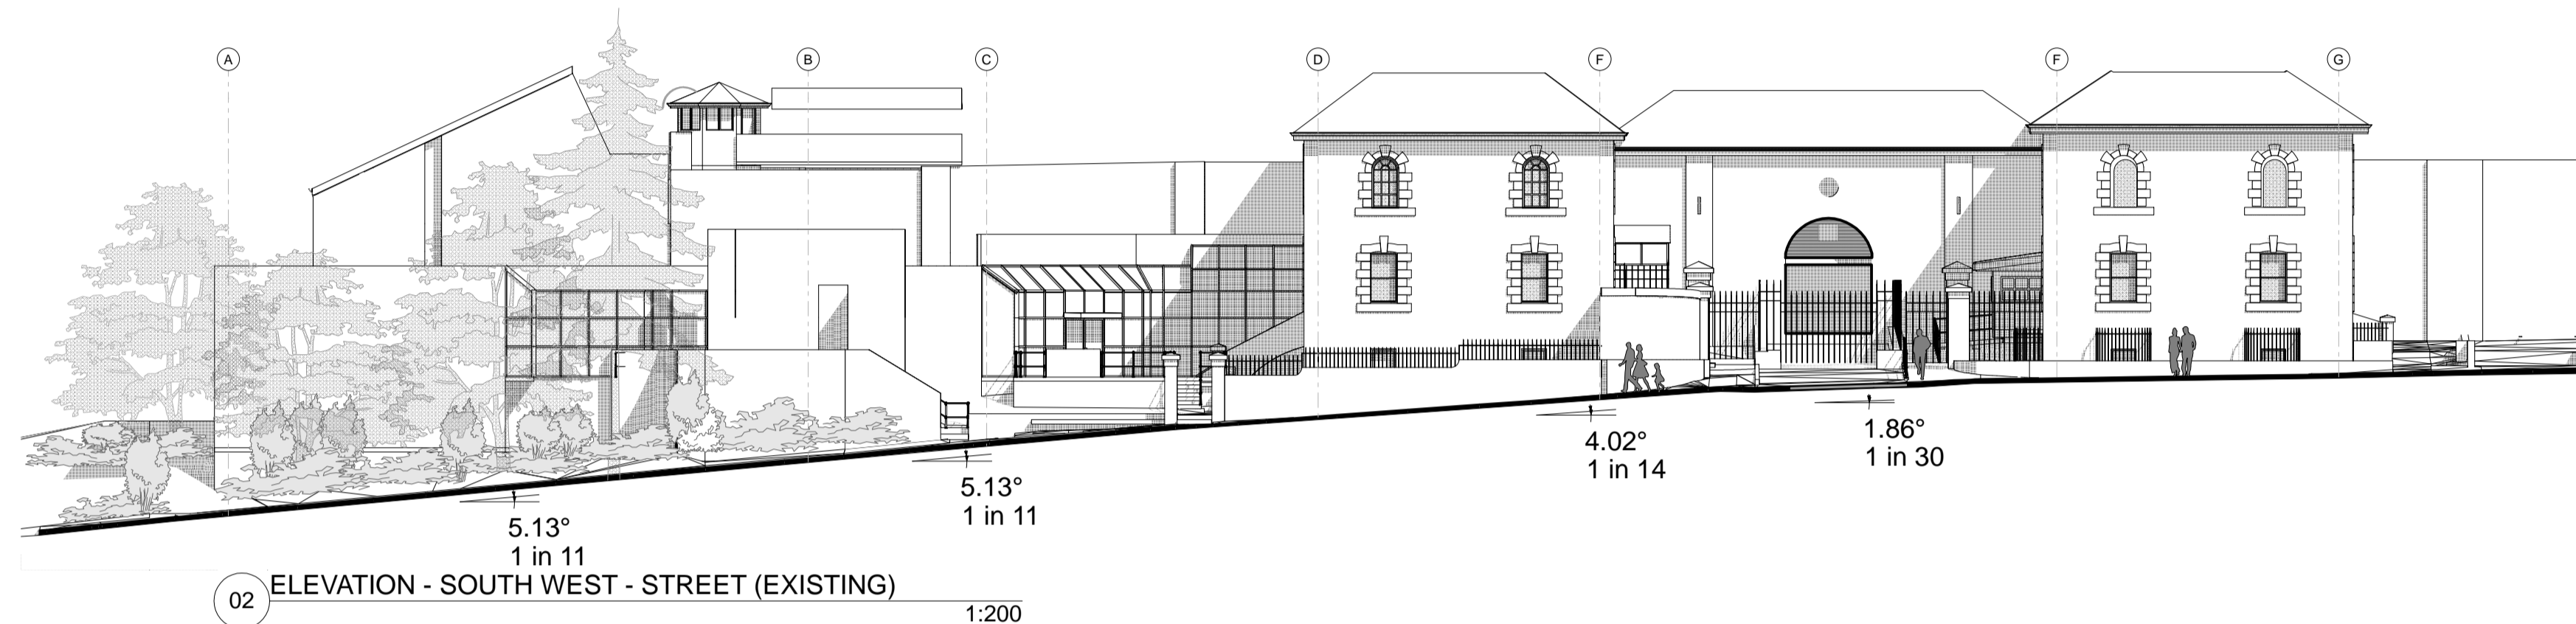 A
B
C
D
F
F
G
4.02°
1 in 14
1.86°
1 in 30
5.13°
1 in 11
5.13°
1 in 11
02
ELEVATION - SOUTH WEST - STREET (EXISTING)
1:200